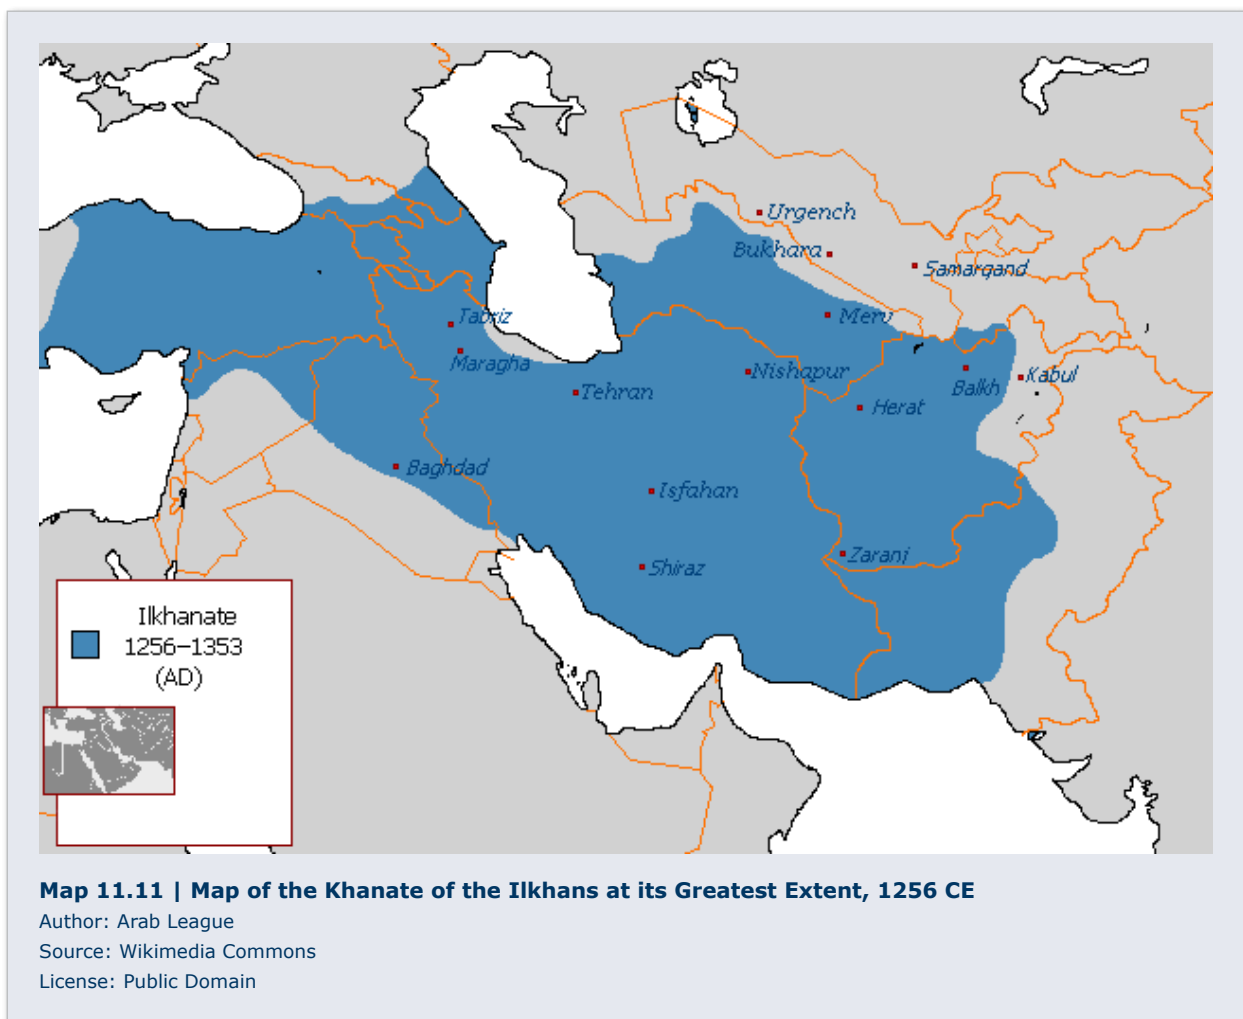 Urgench
Bukhara
Samarqand
Tabriz
Merv
Maragha
Nishapur
Kabul
Tehran
Balkh
Herat
Baghdad
Isfahan
Zaranj
Shiraz
Ilkhanate
1256–1353
(AD)
Map 11.11 | Map of the Khanate of the Ilkhans at its Greatest Extent, 1256 CE
Author: Arab League
Source: Wikimedia Commons
License: Public Domain